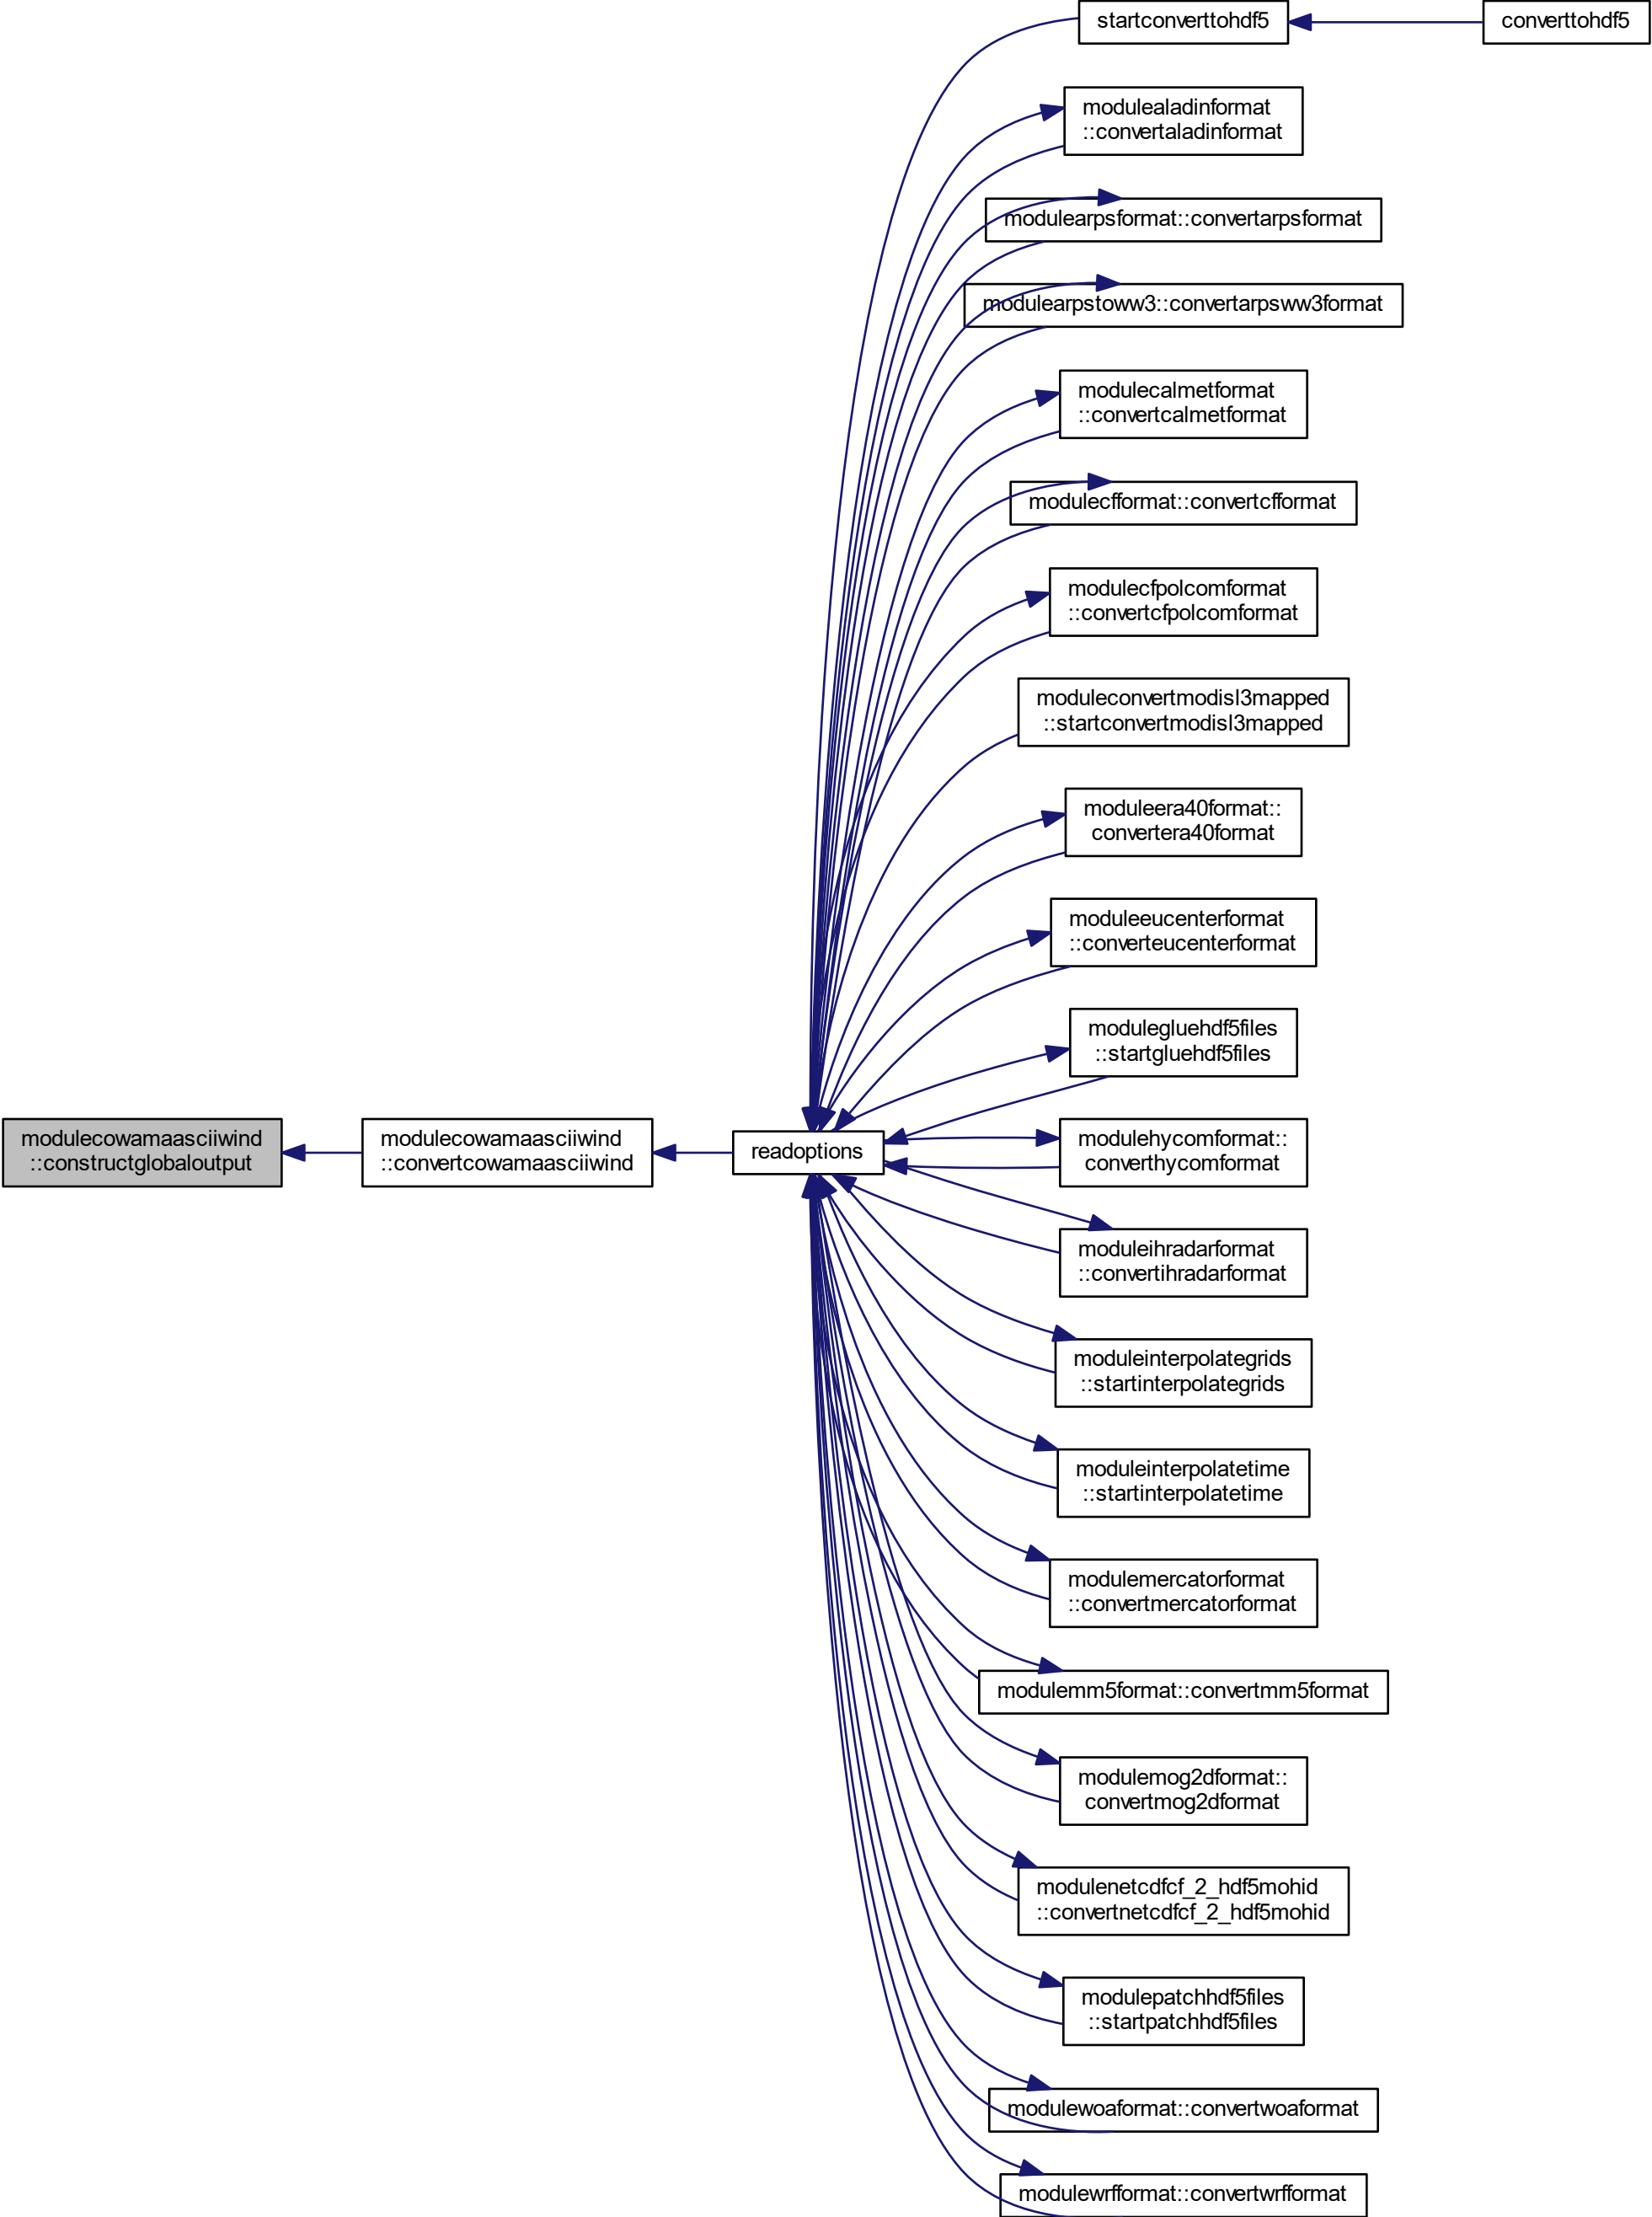 startconverttohdf5
converttohdf5
modulealadinformat
::convertaladinformat
modulearpsformat::convertarpsformat
modulearpstoww3::convertarpsww3format
modulecalmetformat
::convertcalmetformat
modulecfformat::convertcfformat
modulecfpolcomformat
::convertcfpolcomformat
moduleconvertmodisl3mapped
::startconvertmodisl3mapped
moduleera40format::
convertera40format
moduleeucenterformat
::converteucenterformat
modulegluehdf5files
::startgluehdf5files
modulecowamaasciiwind
::constructglobaloutput
modulecowamaasciiwind
::convertcowamaasciiwind
readoptions
modulehycomformat::
converthycomformat
moduleihradarformat
::convertihradarformat
moduleinterpolategrids
::startinterpolategrids
moduleinterpolatetime
::startinterpolatetime
modulemercatorformat
::convertmercatorformat
modulemm5format::convertmm5format
modulemog2dformat::
convertmog2dformat
modulenetcdfcf_2_hdf5mohid
::convertnetcdfcf_2_hdf5mohid
modulepatchhdf5files
::startpatchhdf5files
modulewoaformat::convertwoaformat
modulewrfformat::convertwrfformat